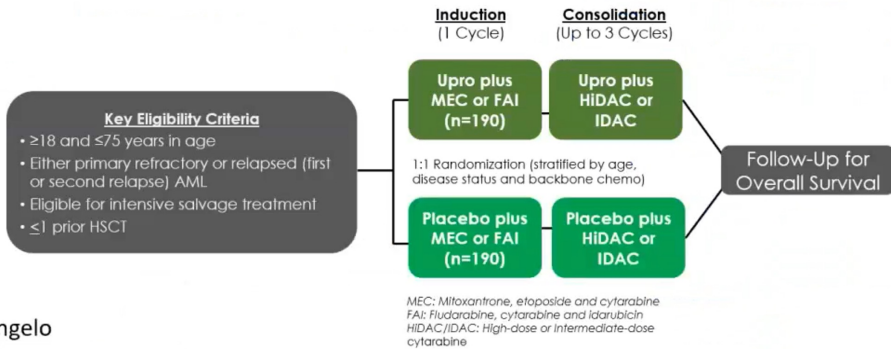 Induction
(1 Cycle)
Consolidation
(Up to 3 Cycles)
Key Eligibility Criteria
• ≥18 and ≤75 years in age
• Either primary refractory or relapsed (first
or second relapse) AML
• Eligible for intensive salvage treatment
• ≤1 prior HSCT
Upro plus
MEC or FAI
(n=190)
Upro plus
HiDAC or
IDAC
1:1 Randomization (stratified by age,
disease status and backbone chemo)
Placebo plus
MEC or FAI
(n=190)
Placebo plus
HiDAC or
IDAC
Follow-Up for
Overall Survival
MEC: Mitoxantrone, etoposide and cytarabine
FAI: Fludarabine, cytarabine and idarubicin
HiDAC/IDAC: High-dose or intermediate-dose
cytarabine
ngelo